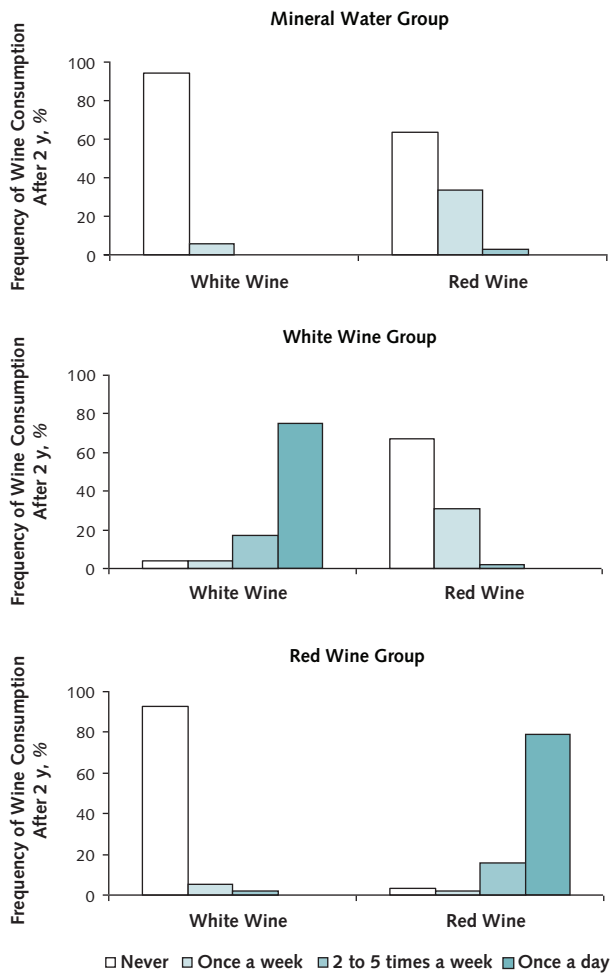 Mineral Water Group
Frequency of Wine Consumption
After 2 y, %
100
80
60
40
20
0
White Wine
Red Wine
White Wine Group
Frequency of Wine Consumption
After 2 y, %
100
80
60
40
20
0
White Wine
Red Wine
Red Wine Group
Frequency of Wine Consumption
After 2 y, %
100
80
60
40
20
0
White Wine
Red Wine
Never Once a week 2 to 5 times a week Once a day